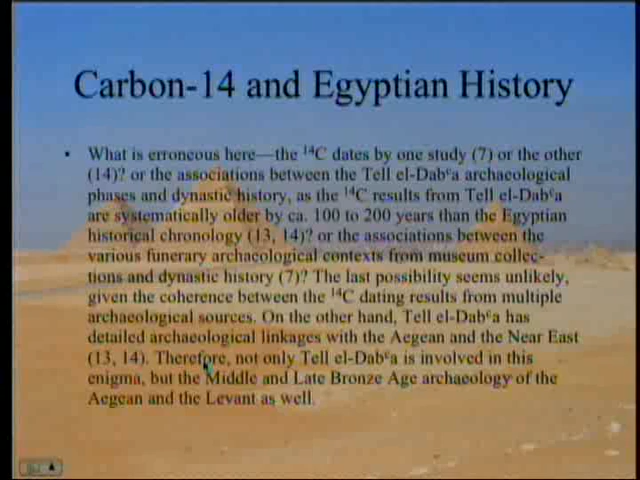 Carbon-14 and Egyptian History
• What is erroneous here—the ¹⁴C dates by one study (7) or the other
(14)? or the associations between the Tell el-Dabᶜa archaeological
phases and dynastic history, as the ¹⁴C results from Tell el-Dabᶜa
are systematically older by ca. 100 to 200 years than the Egyptian
historical chronology (13, 14)? or the associations between the
various funerary archaeological contexts from museum collec-
tions and dynastic history (7)? The last possibility seems unlikely,
given the coherence between the ¹⁴C dating results from multiple
archaeological sources. On the other hand, Tell el-Dabᶜa has
detailed archaeological linkages with the Aegean and the Near East
(13, 14). Therefore, not only Tell el-Dabᶜa is involved in this
enigma, but the Middle and Late Bronze Age archaeology of the
Aegean and the Levant as well.